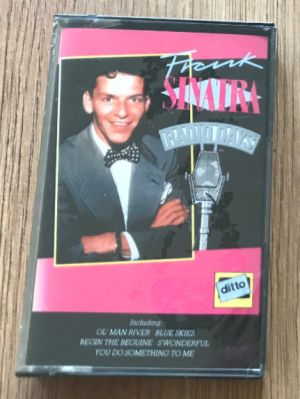 Frank
SINATRA
RADIO DAYS
ditto
Including:
OL' MAN RIVER BLUE SKIES
BEGIN THE BEGUINE S'WONDERFUL
YOU DO SOMETHING TO ME